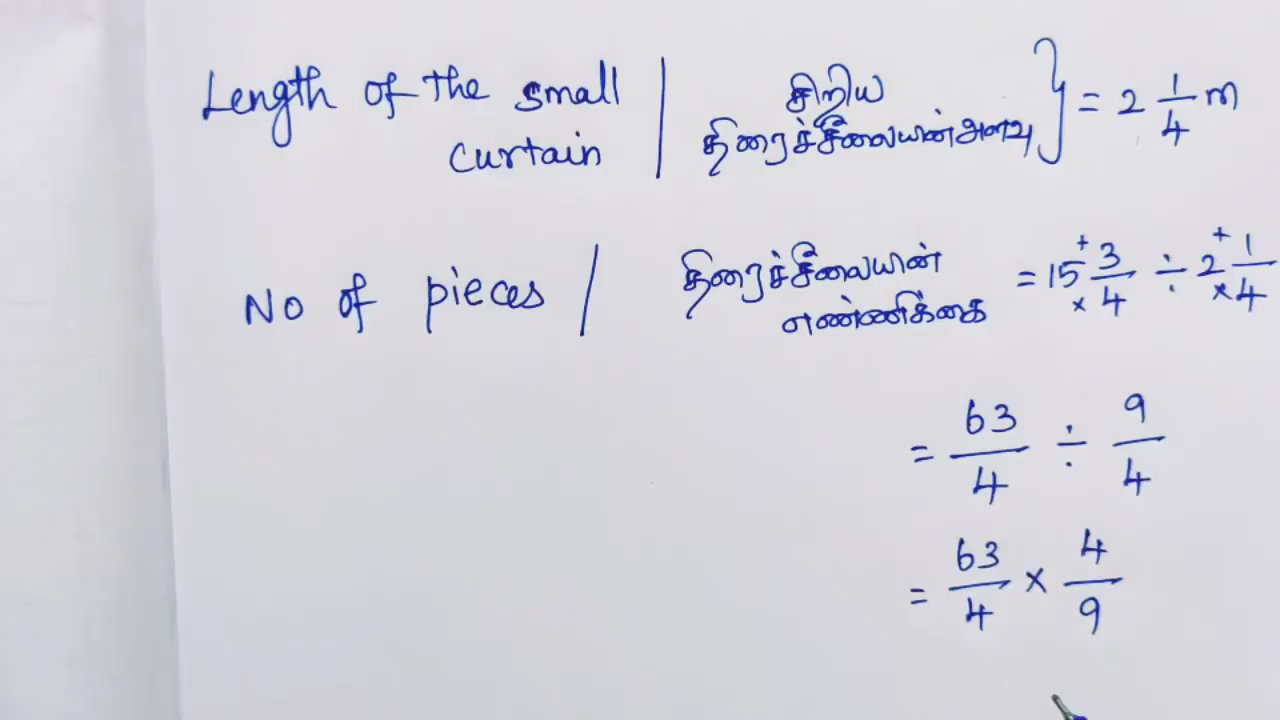 Length of the small | சிறிய
curtain | திரைச்சீலையின் அளவு } = 2 1/4 m
No of pieces / திரைச்சீலையின் எண்ணிக்கை = 15 3/4 ÷ 2 1/4
+ +
× ×
= 63/4 ÷ 9/4
= 63/4 × 4/9